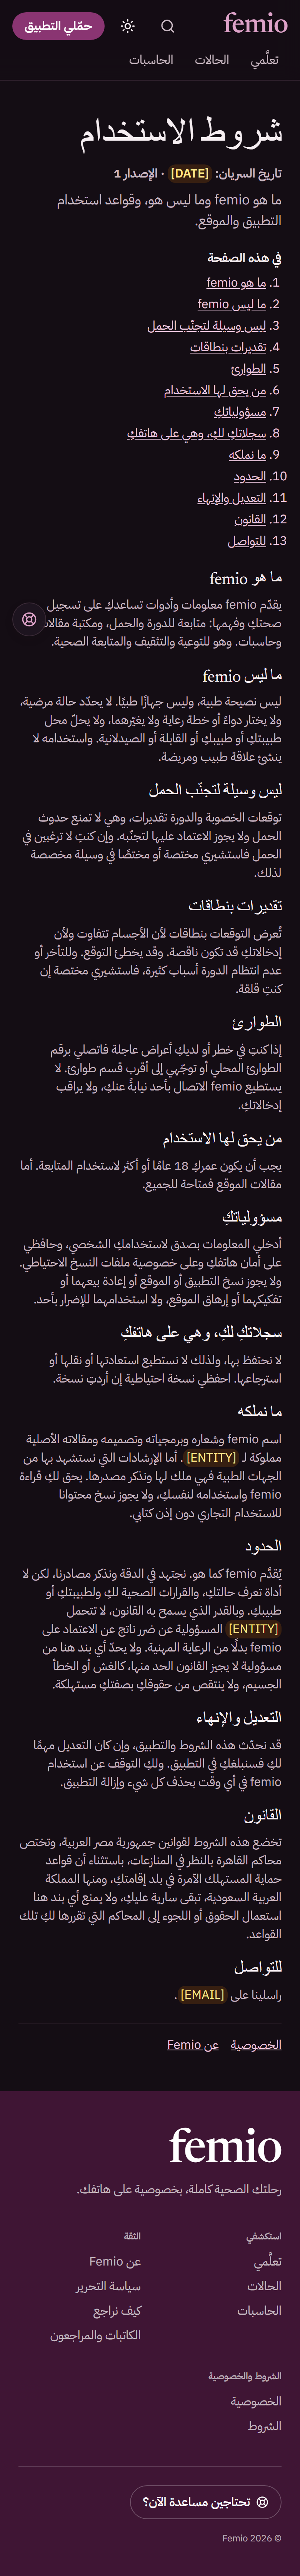 femio
حمّلي التطبيق
تعلَّمي
الحالات
الحاسبات
شروط الاستخدام
تاريخ السريان: [DATE] · الإصدار 1
ما هو femio وما ليس هو، وقواعد استخدام
التطبيق والموقع.
في هذه الصفحة
1. ما هو femio
2. ما ليس femio
3. ليس وسيلة لتجنّب الحمل
4. تقديرات بنطاقات
5. الطوارئ
6. من يحق لها الاستخدام
7. مسؤولياتكِ
8. سجلاتكِ لكِ، وهي على هاتفكِ
9. ما نملكه
10. الحدود
11. التعديل والإنهاء
12. القانون
13. للتواصل
ما هو femio
يقدّم femio معلومات وأدوات تساعدكِ على تسجيل
صحتكِ وفهمها: متابعة للدورة والحمل، ومكتبة مقالات
وحاسبات. وهو للتوعية والتثقيف والمتابعة الصحية.
ما ليس femio
ليس نصيحة طبية، وليس جهازًا طبيًا. لا يحدّد حالة مرضية،
ولا يختار دواءً أو خطة رعاية ولا يغيّرهما، ولا يحلّ محل
طبيبتكِ أو طبيبكِ أو القابلة أو الصيدلانية. واستخدامه لا
ينشئ علاقة طبيب ومريضة.
ليس وسيلة لتجنّب الحمل
توقعات الخصوبة والدورة تقديرات، وهي لا تمنع حدوث
الحمل ولا يجوز الاعتماد عليها لتجنّبه. وإن كنتِ لا ترغبين في
الحمل فاستشيري مختصة أو مختصًا في وسيلة مخصصة
لذلك.
تقديرات بنطاقات
تُعرض التوقعات بنطاقات لأن الأجسام تتفاوت ولأن
إدخالاتكِ قد تكون ناقصة. وقد يخطئ التوقع. وللتأخر أو
عدم انتظام الدورة أسباب كثيرة، فاستشيري مختصة إن
كنتِ قلقة.
الطوارئ
إذا كنتِ في خطر أو لديكِ أعراض عاجلة فاتصلي برقم
الطوارئ المحلي أو توجّهي إلى أقرب قسم طوارئ. لا
يستطيع femio الاتصال بأحد نيابةً عنكِ، ولا يراقب
إدخالاتكِ.
من يحق لها الاستخدام
يجب أن يكون عمركِ 18 عامًا أو أكثر لاستخدام المتابعة. أما
مقالات الموقع فمتاحة للجميع.
مسؤولياتكِ
أدخلي المعلومات بصدق لاستخدامكِ الشخصي، وحافظي
على أمان هاتفكِ وعلى خصوصية ملفات النسخ الاحتياطي.
ولا يجوز نسخ التطبيق أو الموقع أو إعادة بيعهما أو
تفكيكهما أو إرهاق الموقع، ولا استخدامهما للإضرار بأحد.
سجلاتكِ لكِ، وهي على هاتفكِ
لا نحتفظ بها، ولذلك لا نستطيع استعادتها أو نقلها أو
استرجاعها. احفظي نسخة احتياطية إن أردتِ نسخة.
ما نملكه
اسم femio وشعاره وبرمجياته وتصميمه ومقالاته الأصلية
مملوكة لـ [ENTITY]. أما الإرشادات التي نستشهد بها من
الجهات الطبية فهي ملك لها ونذكر مصدرها. يحق لكِ قراءة
femio واستخدامه لنفسكِ، ولا يجوز نسخ محتوانا
للاستخدام التجاري دون إذن كتابي.
الحدود
يُقدَّم femio كما هو. نجتهد في الدقة ونذكر مصادرنا، لكن لا
أداة تعرف حالتكِ، والقرارات الصحية لكِ ولطبيبتكِ أو
طبيبكِ. وبالقدر الذي يسمح به القانون، لا تتحمل
[ENTITY] المسؤولية عن ضرر ناتج عن الاعتماد على
femio بدلًا من الرعاية المهنية. ولا يحدّ أي بند هنا من
مسؤولية لا يجيز القانون الحد منها، كالغش أو الخطأ
الجسيم، ولا ينتقص من حقوقكِ بصفتكِ مستهلكة.
التعديل والإنهاء
قد نحدّث هذه الشروط والتطبيق، وإن كان التعديل مهمًا
لكِ فسنبلغكِ في التطبيق. ولكِ التوقف عن استخدام
femio في أي وقت بحذف كل شيء وإزالة التطبيق.
القانون
تخضع هذه الشروط لقوانين جمهورية مصر العربية، وتختص
محاكم القاهرة بالنظر في المنازعات، باستثناء أن قواعد
حماية المستهلك الآمرة في بلد إقامتكِ، ومنها المملكة
العربية السعودية، تبقى سارية عليكِ، ولا يمنع أي بند هنا
استعمال الحقوق أو اللجوء إلى المحاكم التي تقررها لكِ تلك
القواعد.
للتواصل
راسلينا على [EMAIL].
الخصوصية
عن Femio
femio
رحلتك الصحية كاملة، بخصوصية على هاتفك.
استكشفي
تعلَّمي
الحالات
الحاسبات
الثقة
عن Femio
سياسة التحرير
كيف نراجع
الكاتبات والمراجعون
الشروط والخصوصية
الخصوصية
الشروط
تحتاجين مساعدة الآن؟
© 2026 Femio